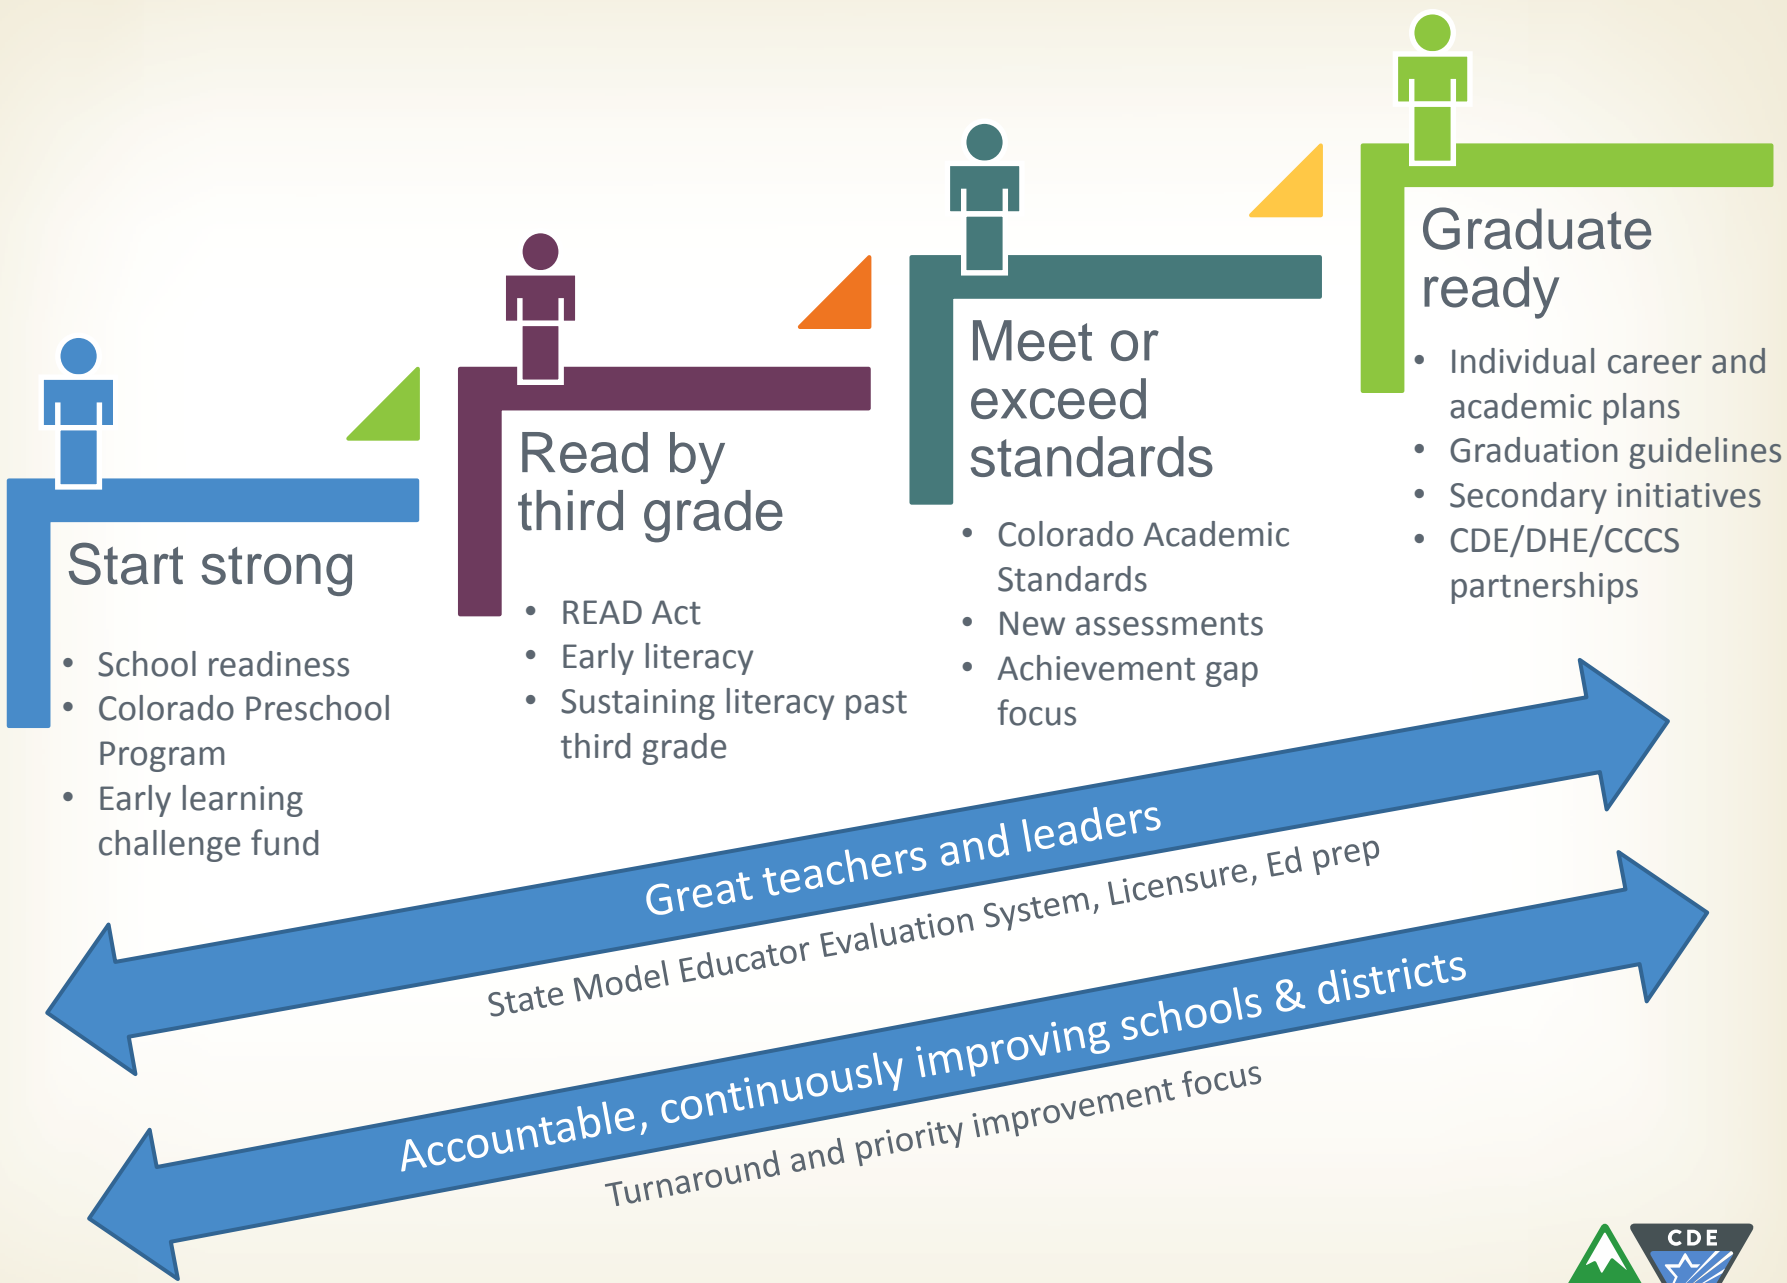 Start strong
• School readiness
• Colorado Preschool
Program
• Early learning
challenge fund
Read by
third grade
• READ Act
• Early literacy
• Sustaining literacy past
third grade
Meet or
exceed
standards
• Colorado Academic
Standards
• New assessments
• Achievement gap
focus
Graduate
ready
• Individual career and
academic plans
• Graduation guidelines
• Secondary initiatives
• CDE/DHE/CCCS
partnerships
Great teachers and leaders
State Model Educator Evaluation System, Licensure, Ed prep
Accountable, continuously improving schools & districts
Turnaround and priority improvement focus
CDE